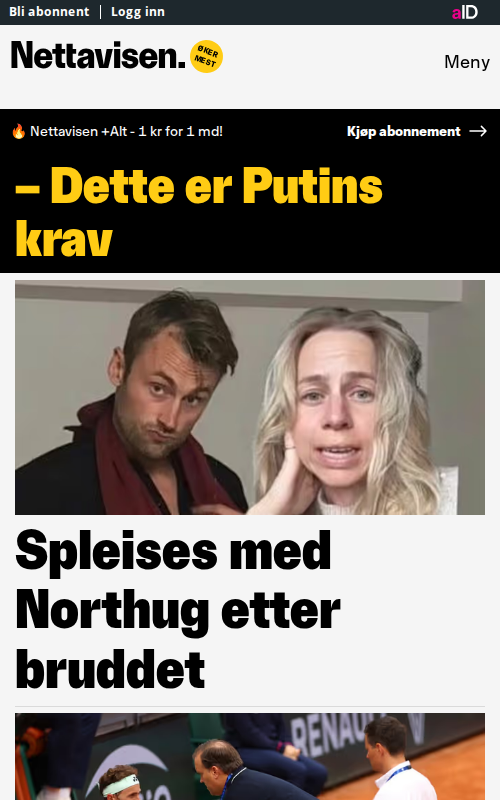 Bli abonnent | Logg inn
aID
Nettavisen.
ØKER
MEST
Meny
🔥 Nettavisen +Alt - 1 kr for 1 md!
Kjøp abonnement →
– Dette er Putins
krav
Spleises med
Northug etter
bruddet
RENAU